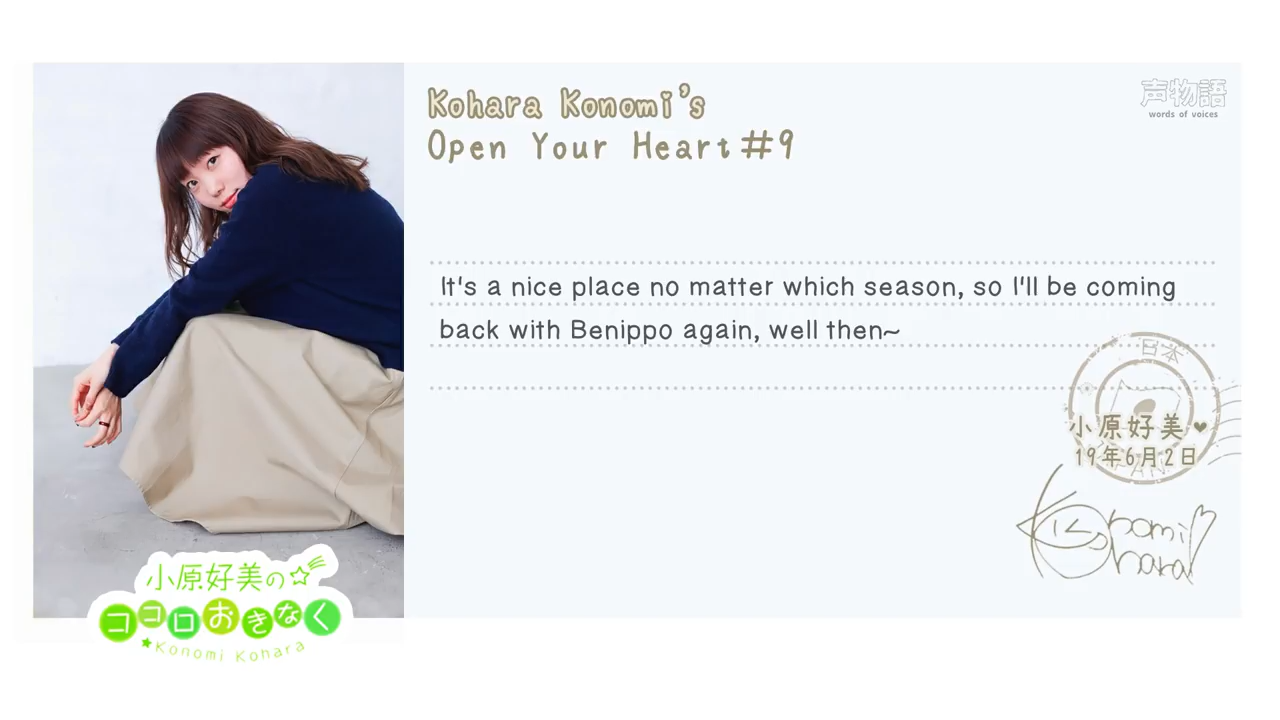 Kohara Konomi's
Open Your Heart #9
声物語
words of voices
It's a nice place no matter which season, so I'll be coming
back with Benippo again, well then~
日本
小原好美❤
19年6月2日
Konomi
Kohara
小原好美の☆
ココロおきなく
★Konomi Kohara